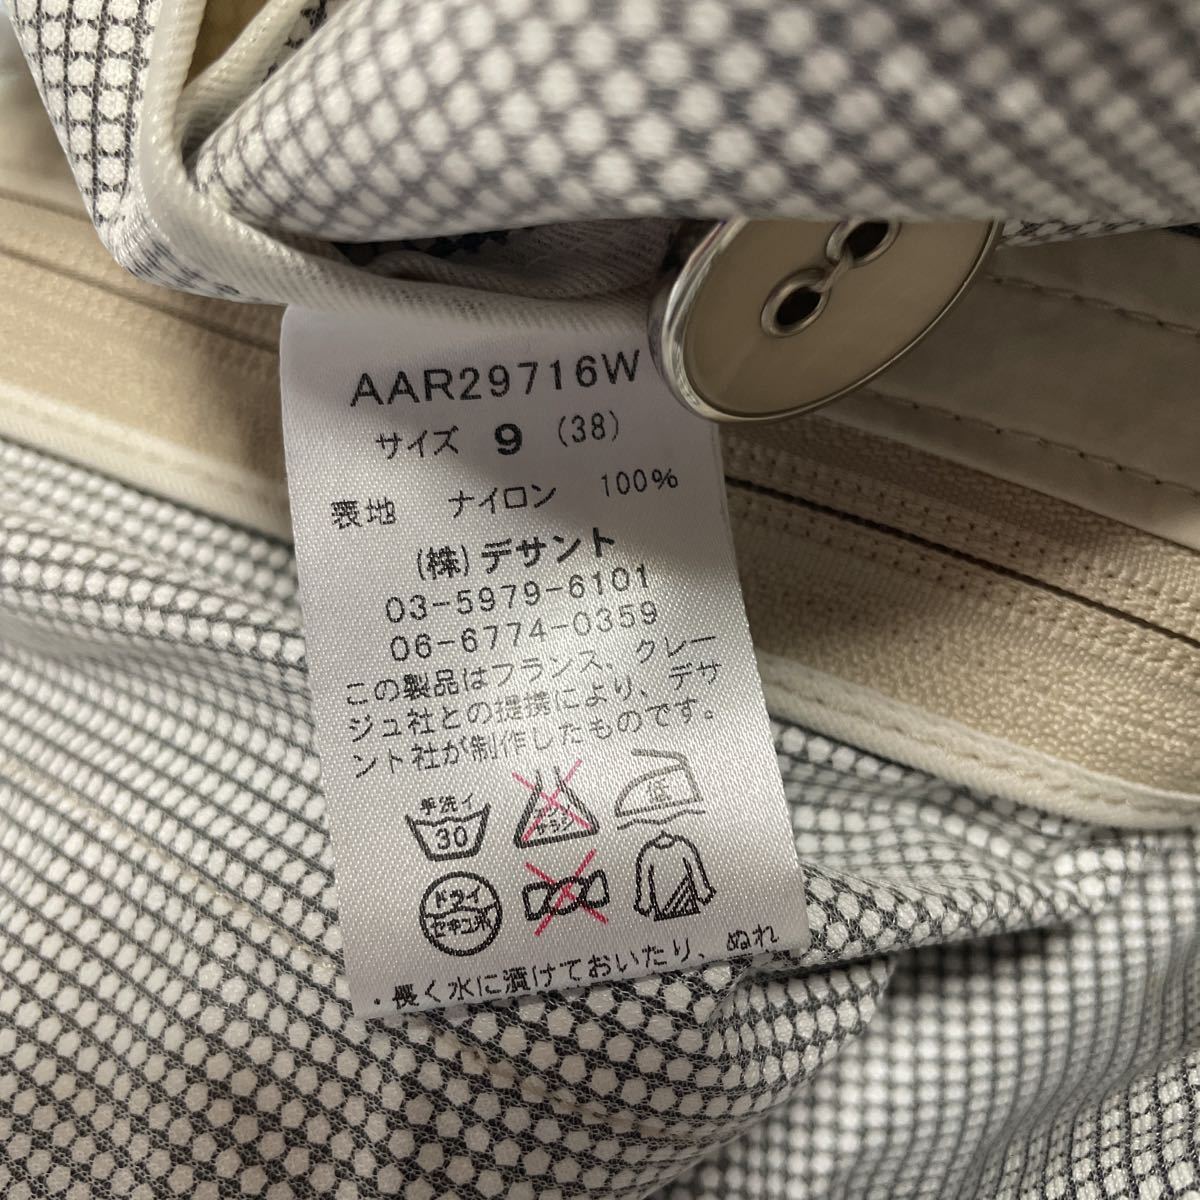 AAR29716W
サイズ 9 (38)
表地 ナイロン 100%
(株)デサント
03-5979-6101
06-6774-0359
この製品はフランス、クレー
ジュ社との提携により、デサ
ント社が制作したものです。
手洗イ
30
サラシ
低
ドライ
セキユ系
・長く水に漬けておいたり、ぬれ